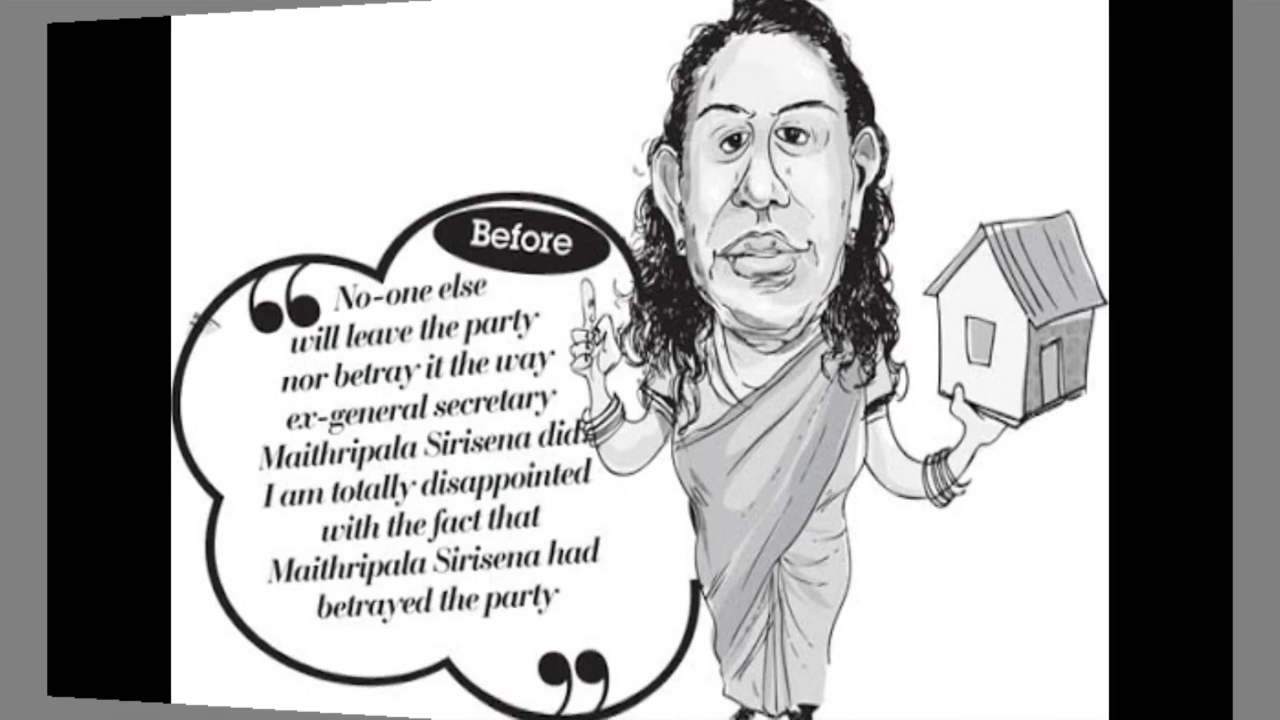 Before
“ No-one else
will leave the party
nor betray it the way
ex-general secretary
Maithripala Sirisena did.
I am totally disappointed
with the fact that
Maithripala Sirisena had
betrayed the party
”